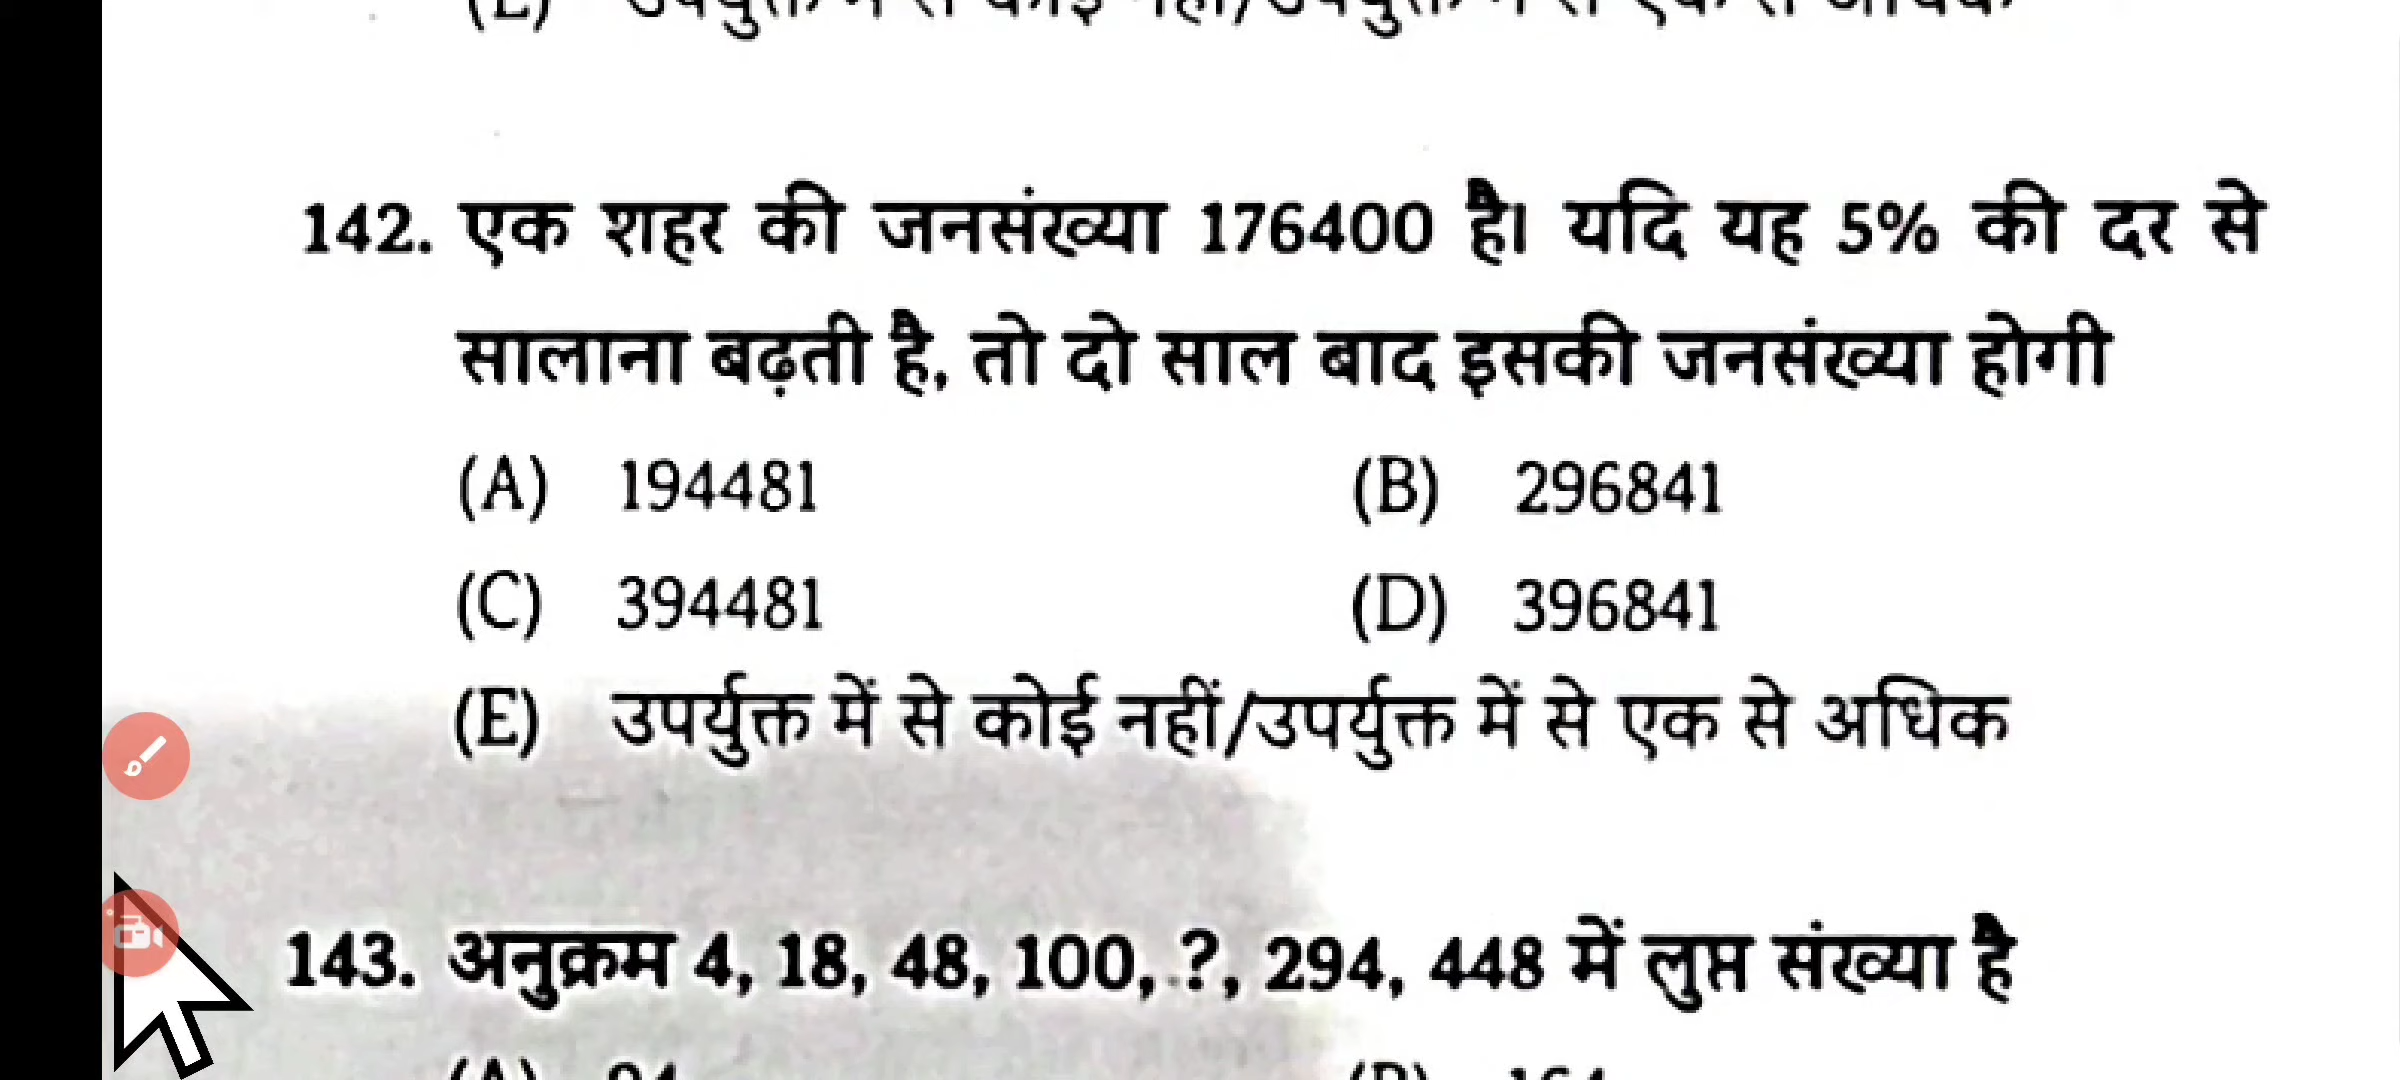 142. एक शहर की जनसंख्या 176400 है। यदि यह 5% की दर से
सालाना बढ़ती है, तो दो साल बाद इसकी जनसंख्या होगी
(A) 194481 (B) 296841
(C) 394481 (D) 396841
(E) उपर्युक्त में से कोई नहीं/उपर्युक्त में से एक से अधिक
143. अनुक्रम 4, 18, 48, 100, ?, 294, 448 में लुप्त संख्या है